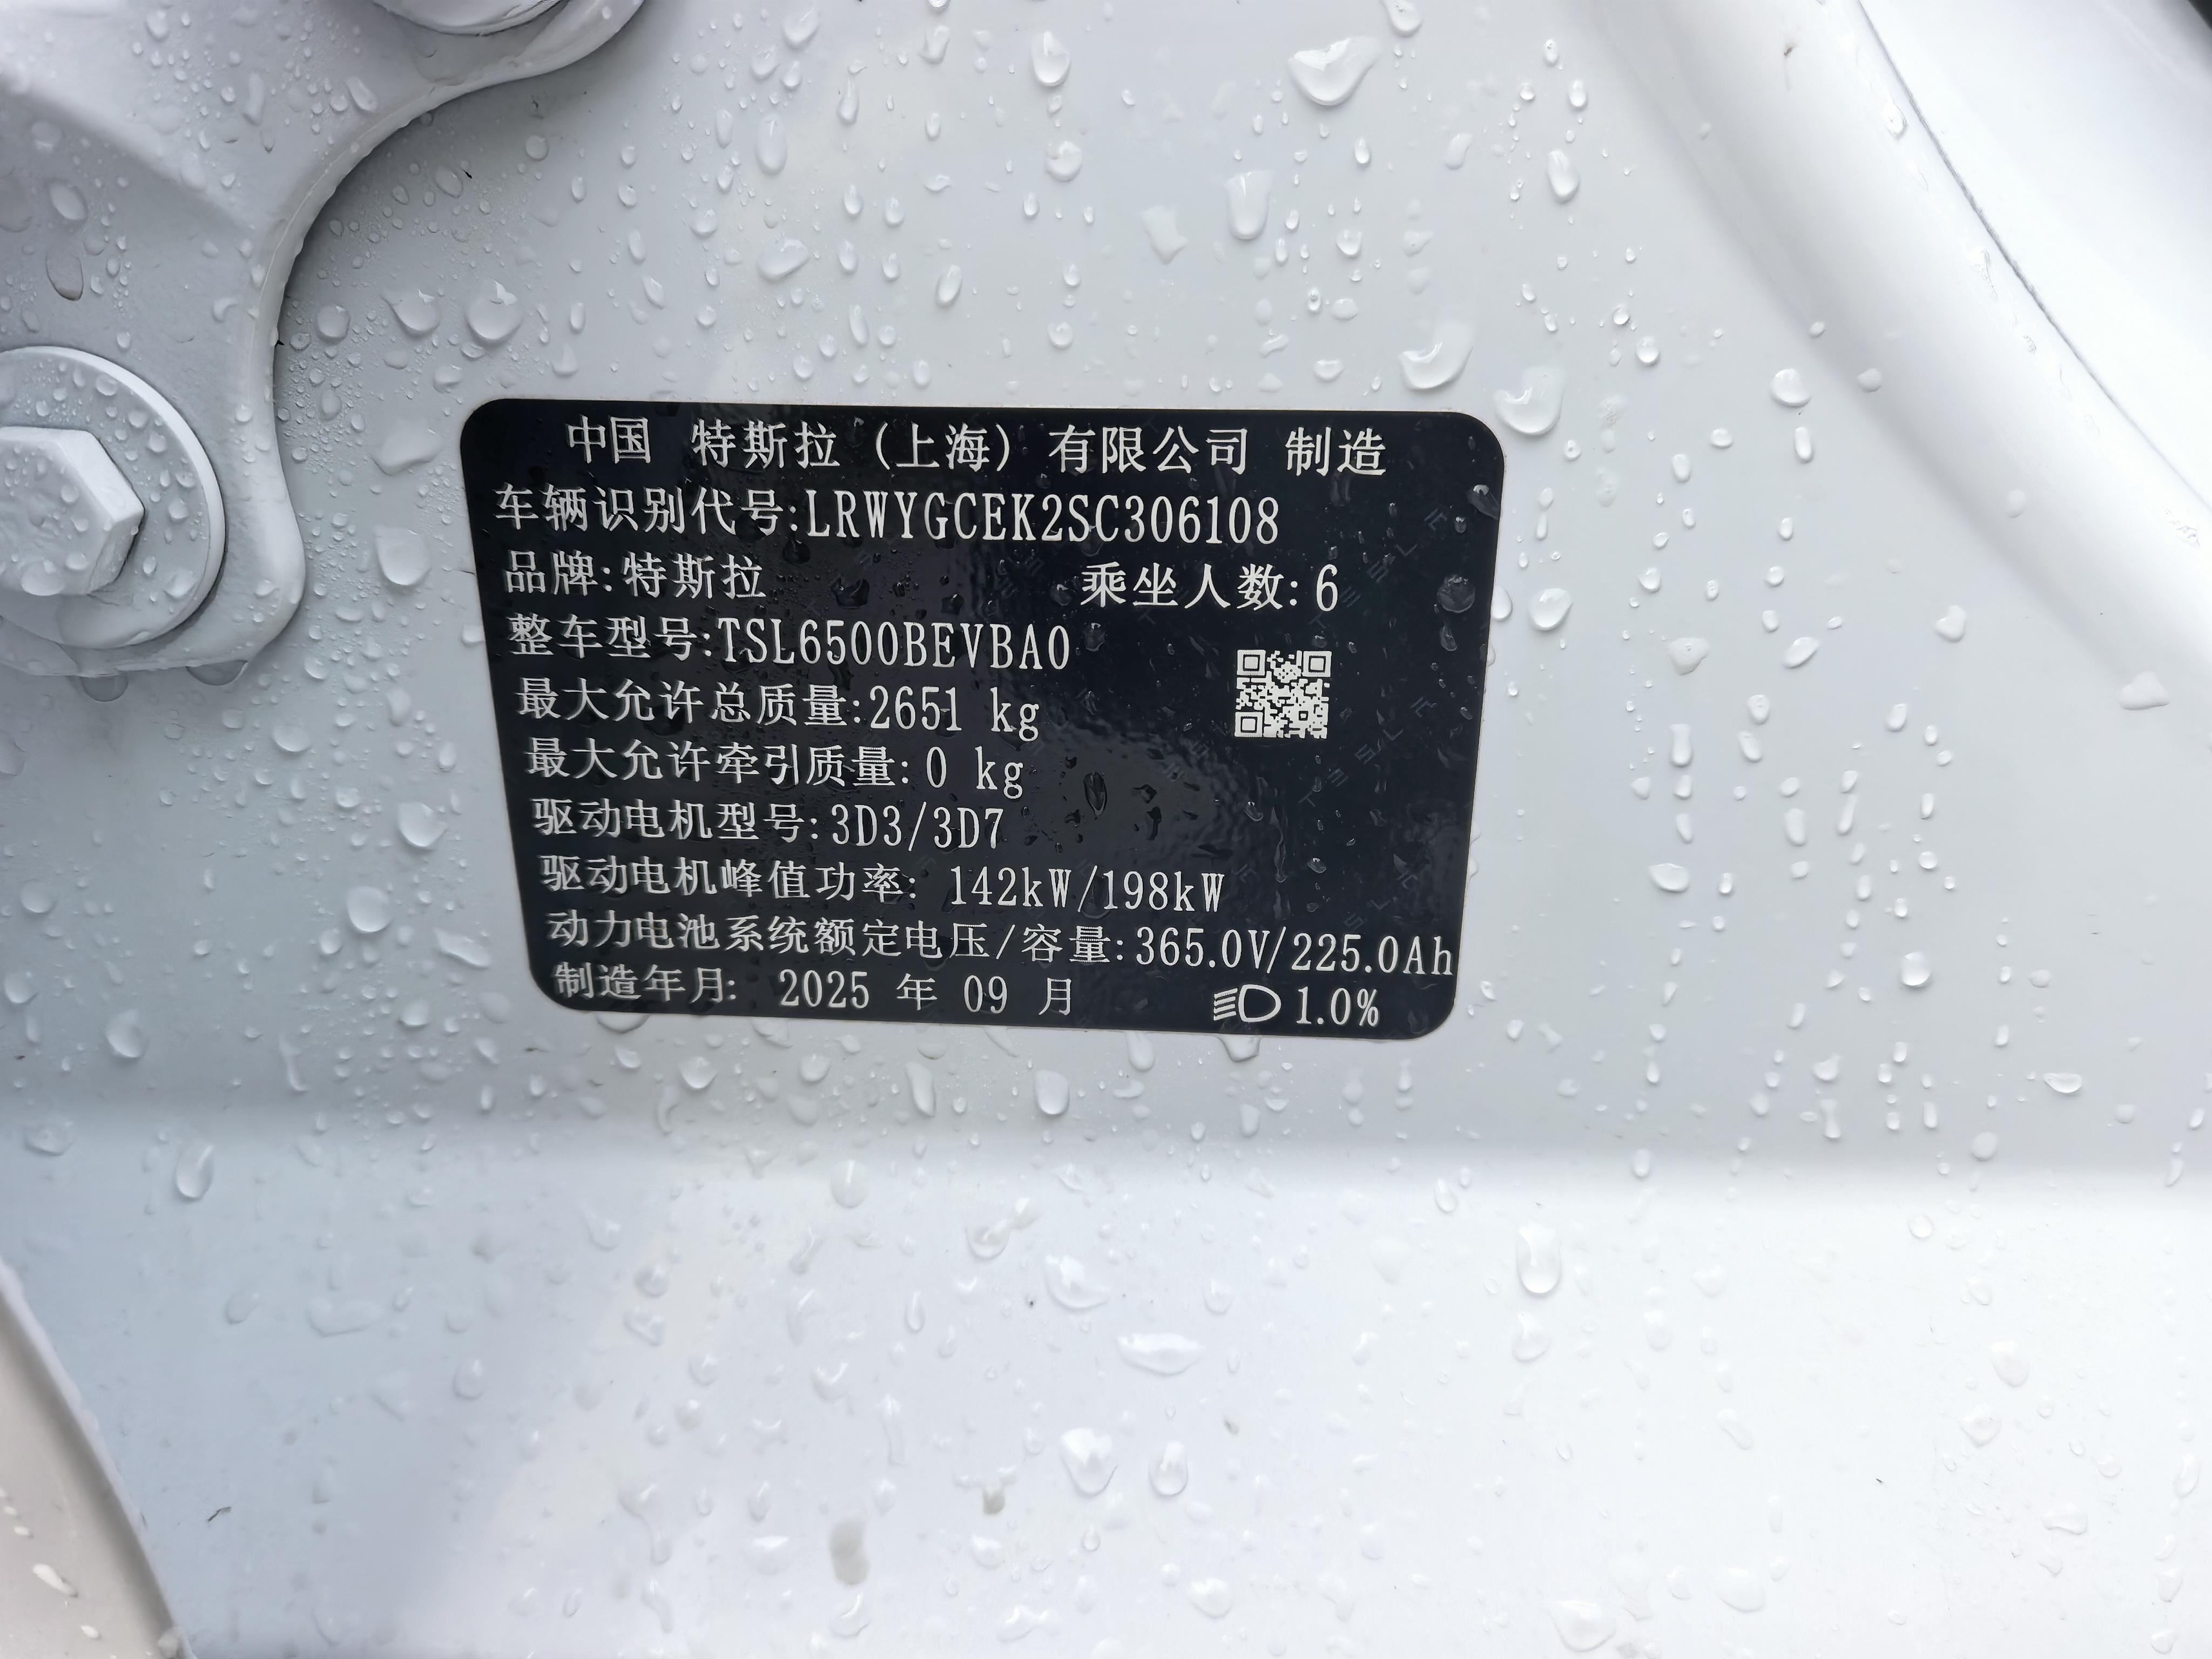 中国 特斯拉 (上海) 有限公司 制造
车辆识别代号:LRWYGCEK2SC306108
品牌:特斯拉 乘坐人数:6
整车型号:TSL6500BEVBA0
最大允许总质量:2651 kg
最大允许牵引质量:0 kg
驱动电机型号:3D3/3D7
驱动电机峰值功率: 142kW/198kW
动力电池系统额定电压/容量:365.0V/225.0Ah
制造年月: 2025 年 09 月 1.0%